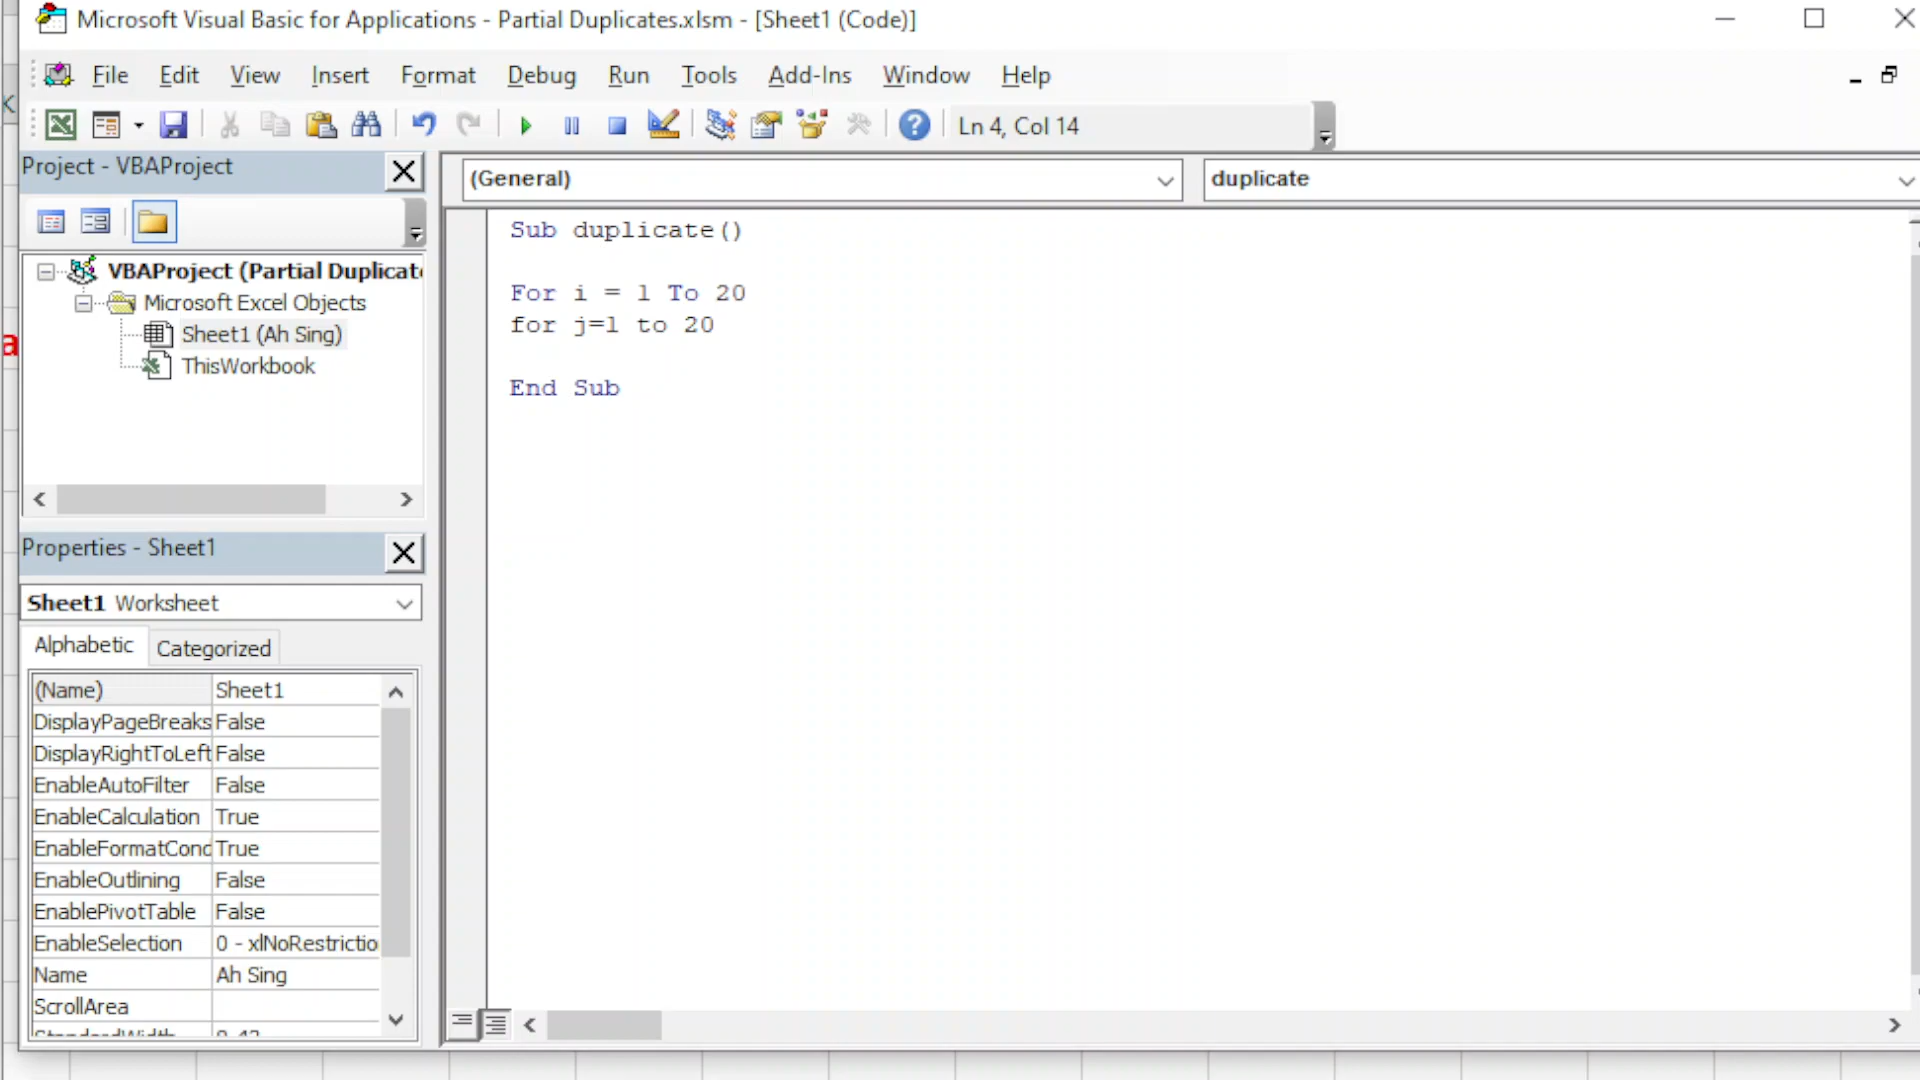 Microsoft Visual Basic for Applications - Partial Duplicates.xlsm - [Sheet1 (Code)]
File Edit View Insert Format Debug Run Tools Add-Ins Window Help
Ln 4, Col 14
Project - VBAProject
(General)
duplicate
VBAProject (Partial Duplicat
Microsoft Excel Objects
Sheet1 (Ah Sing)
ThisWorkbook
Sub duplicate()
For i = 1 To 20
for j=1 to 20
End Sub
Properties - Sheet1
Sheet1 Worksheet
Alphabetic Categorized
(Name) Sheet1
DisplayPageBreaks False
DisplayRightToLeft False
EnableAutoFilter False
EnableCalculation True
EnableFormatCond True
EnableOutlining False
EnablePivotTable False
EnableSelection 0 - xlNoRestrictio
Name Ah Sing
ScrollArea